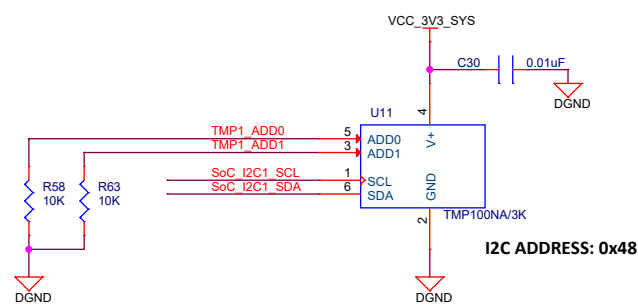 VCC_3V3_SYS
C30 0.01uF
DGND
U11
4
TMP1_ADD0 5 ADD0 V+
TMP1_ADD1 3 ADD1
R58 R63 SoC_I2C1_SCL 1 SCL GND
10K 10K SoC_I2C1_SDA 6 SDA
2 TMP100NA/3K
I2C ADDRESS: 0x48
DGND DGND